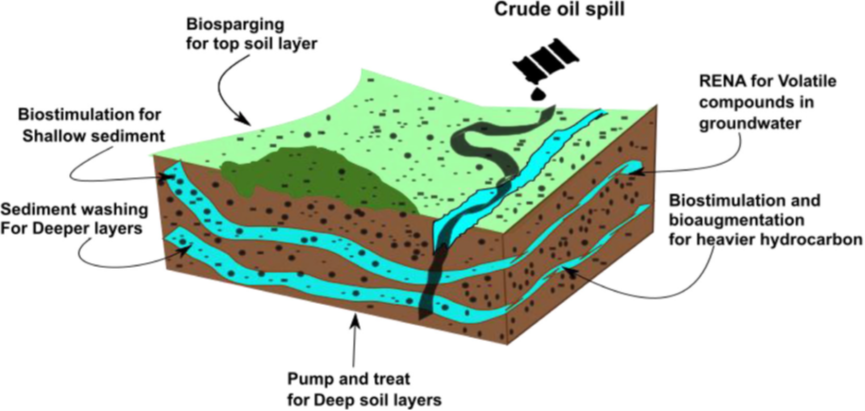 Crude oil spill
Biosparging
for top soil layer
RENA for Volatile
compounds in
groundwater
Biostimulation for
Shallow sediment
Sediment washing
For Deeper layers
Biostimulation and
bioaugmentation
for heavier hydrocarbon
Pump and treat
for Deep soil layers